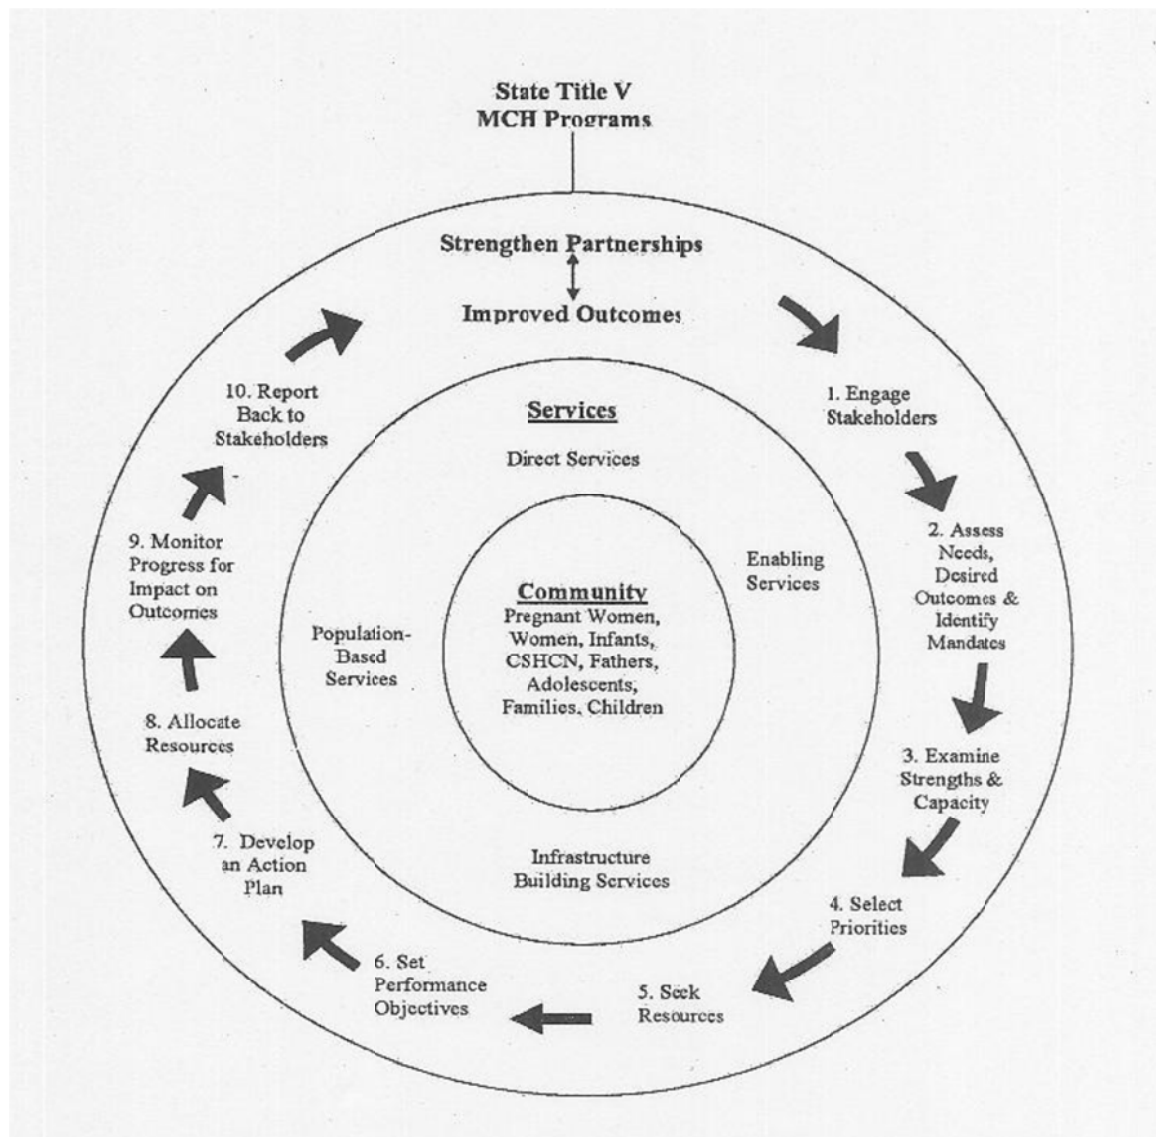 State Title V
MCH Programs
Strengthen Partnerships
Improved Outcomes
1. Engage
Stakeholders
2. Assess
Needs,
Desired
Outcomes &
Identify
Mandates
3. Examine
Strengths &
Capacity
4. Select
Priorities
5. Seek
Resources
6. Set
Performance
Objectives
7. Develop
an Action
Plan
8. Allocate
Resources
9. Monitor
Progress for
Impact on
Outcomes
10. Report
Back to
Stakeholders
Services
Direct Services
Enabling
Services
Infrastructure
Building Services
Population-
Based
Services
Community
Pregnant Women,
Women, Infants,
CSHCN, Fathers,
Adolescents,
Families, Children